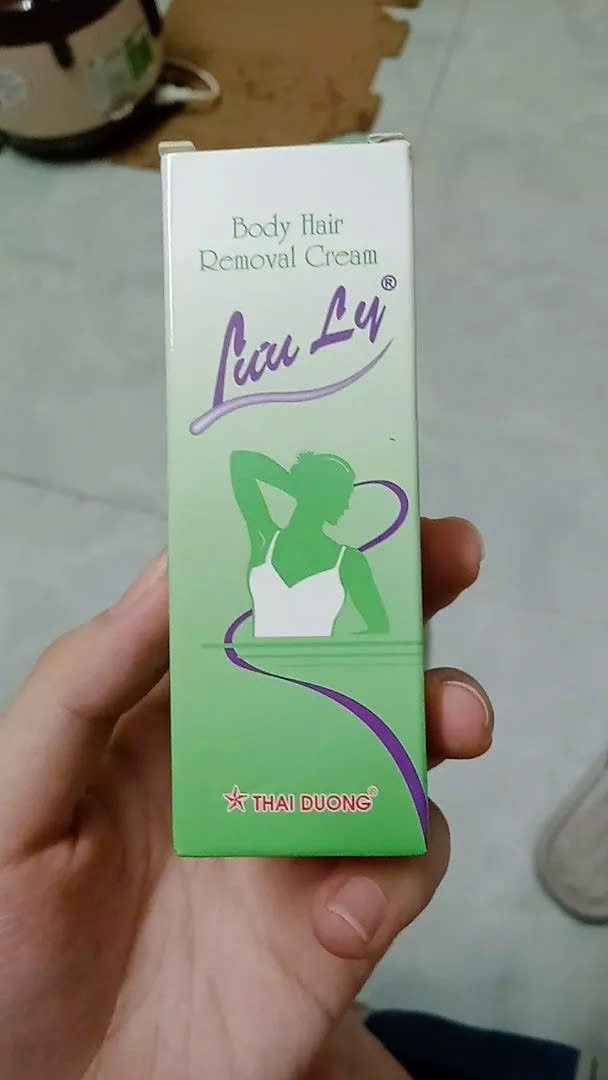 Body Hair
Removal Cream
Lưu Ly®
THAI DUONG®